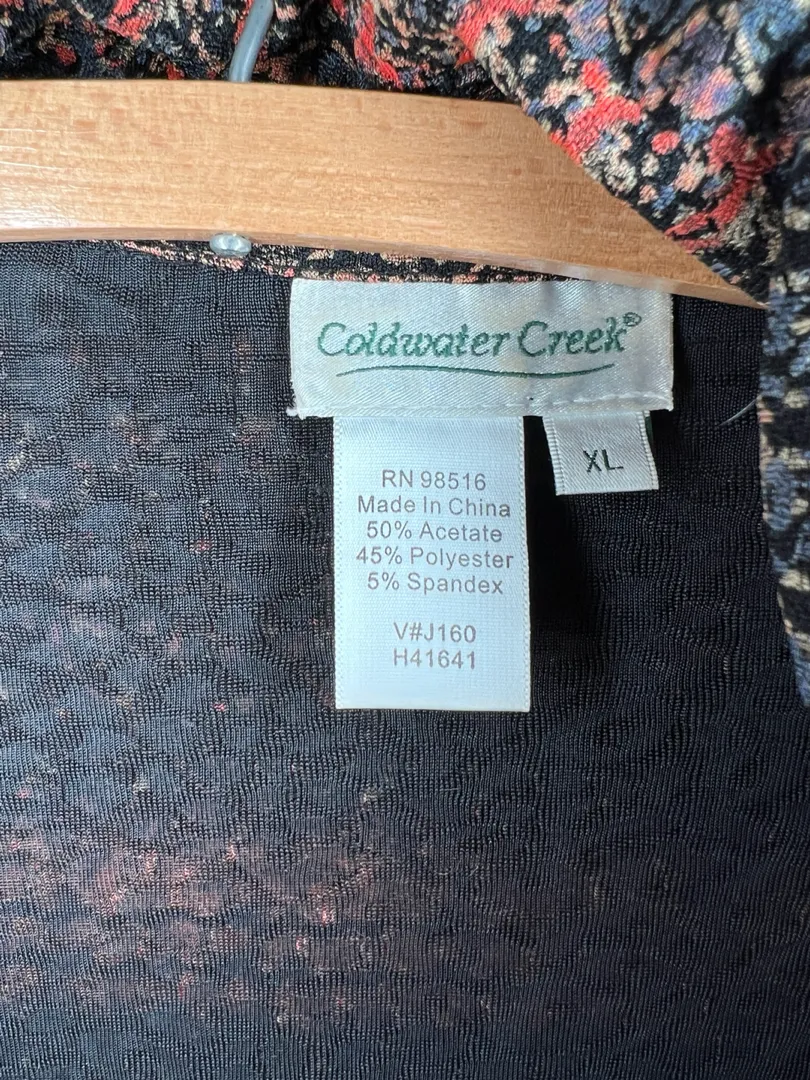 Coldwater Creek®
XL
RN 98516
Made In China
50% Acetate
45% Polyester
5% Spandex
V#J160
H41641